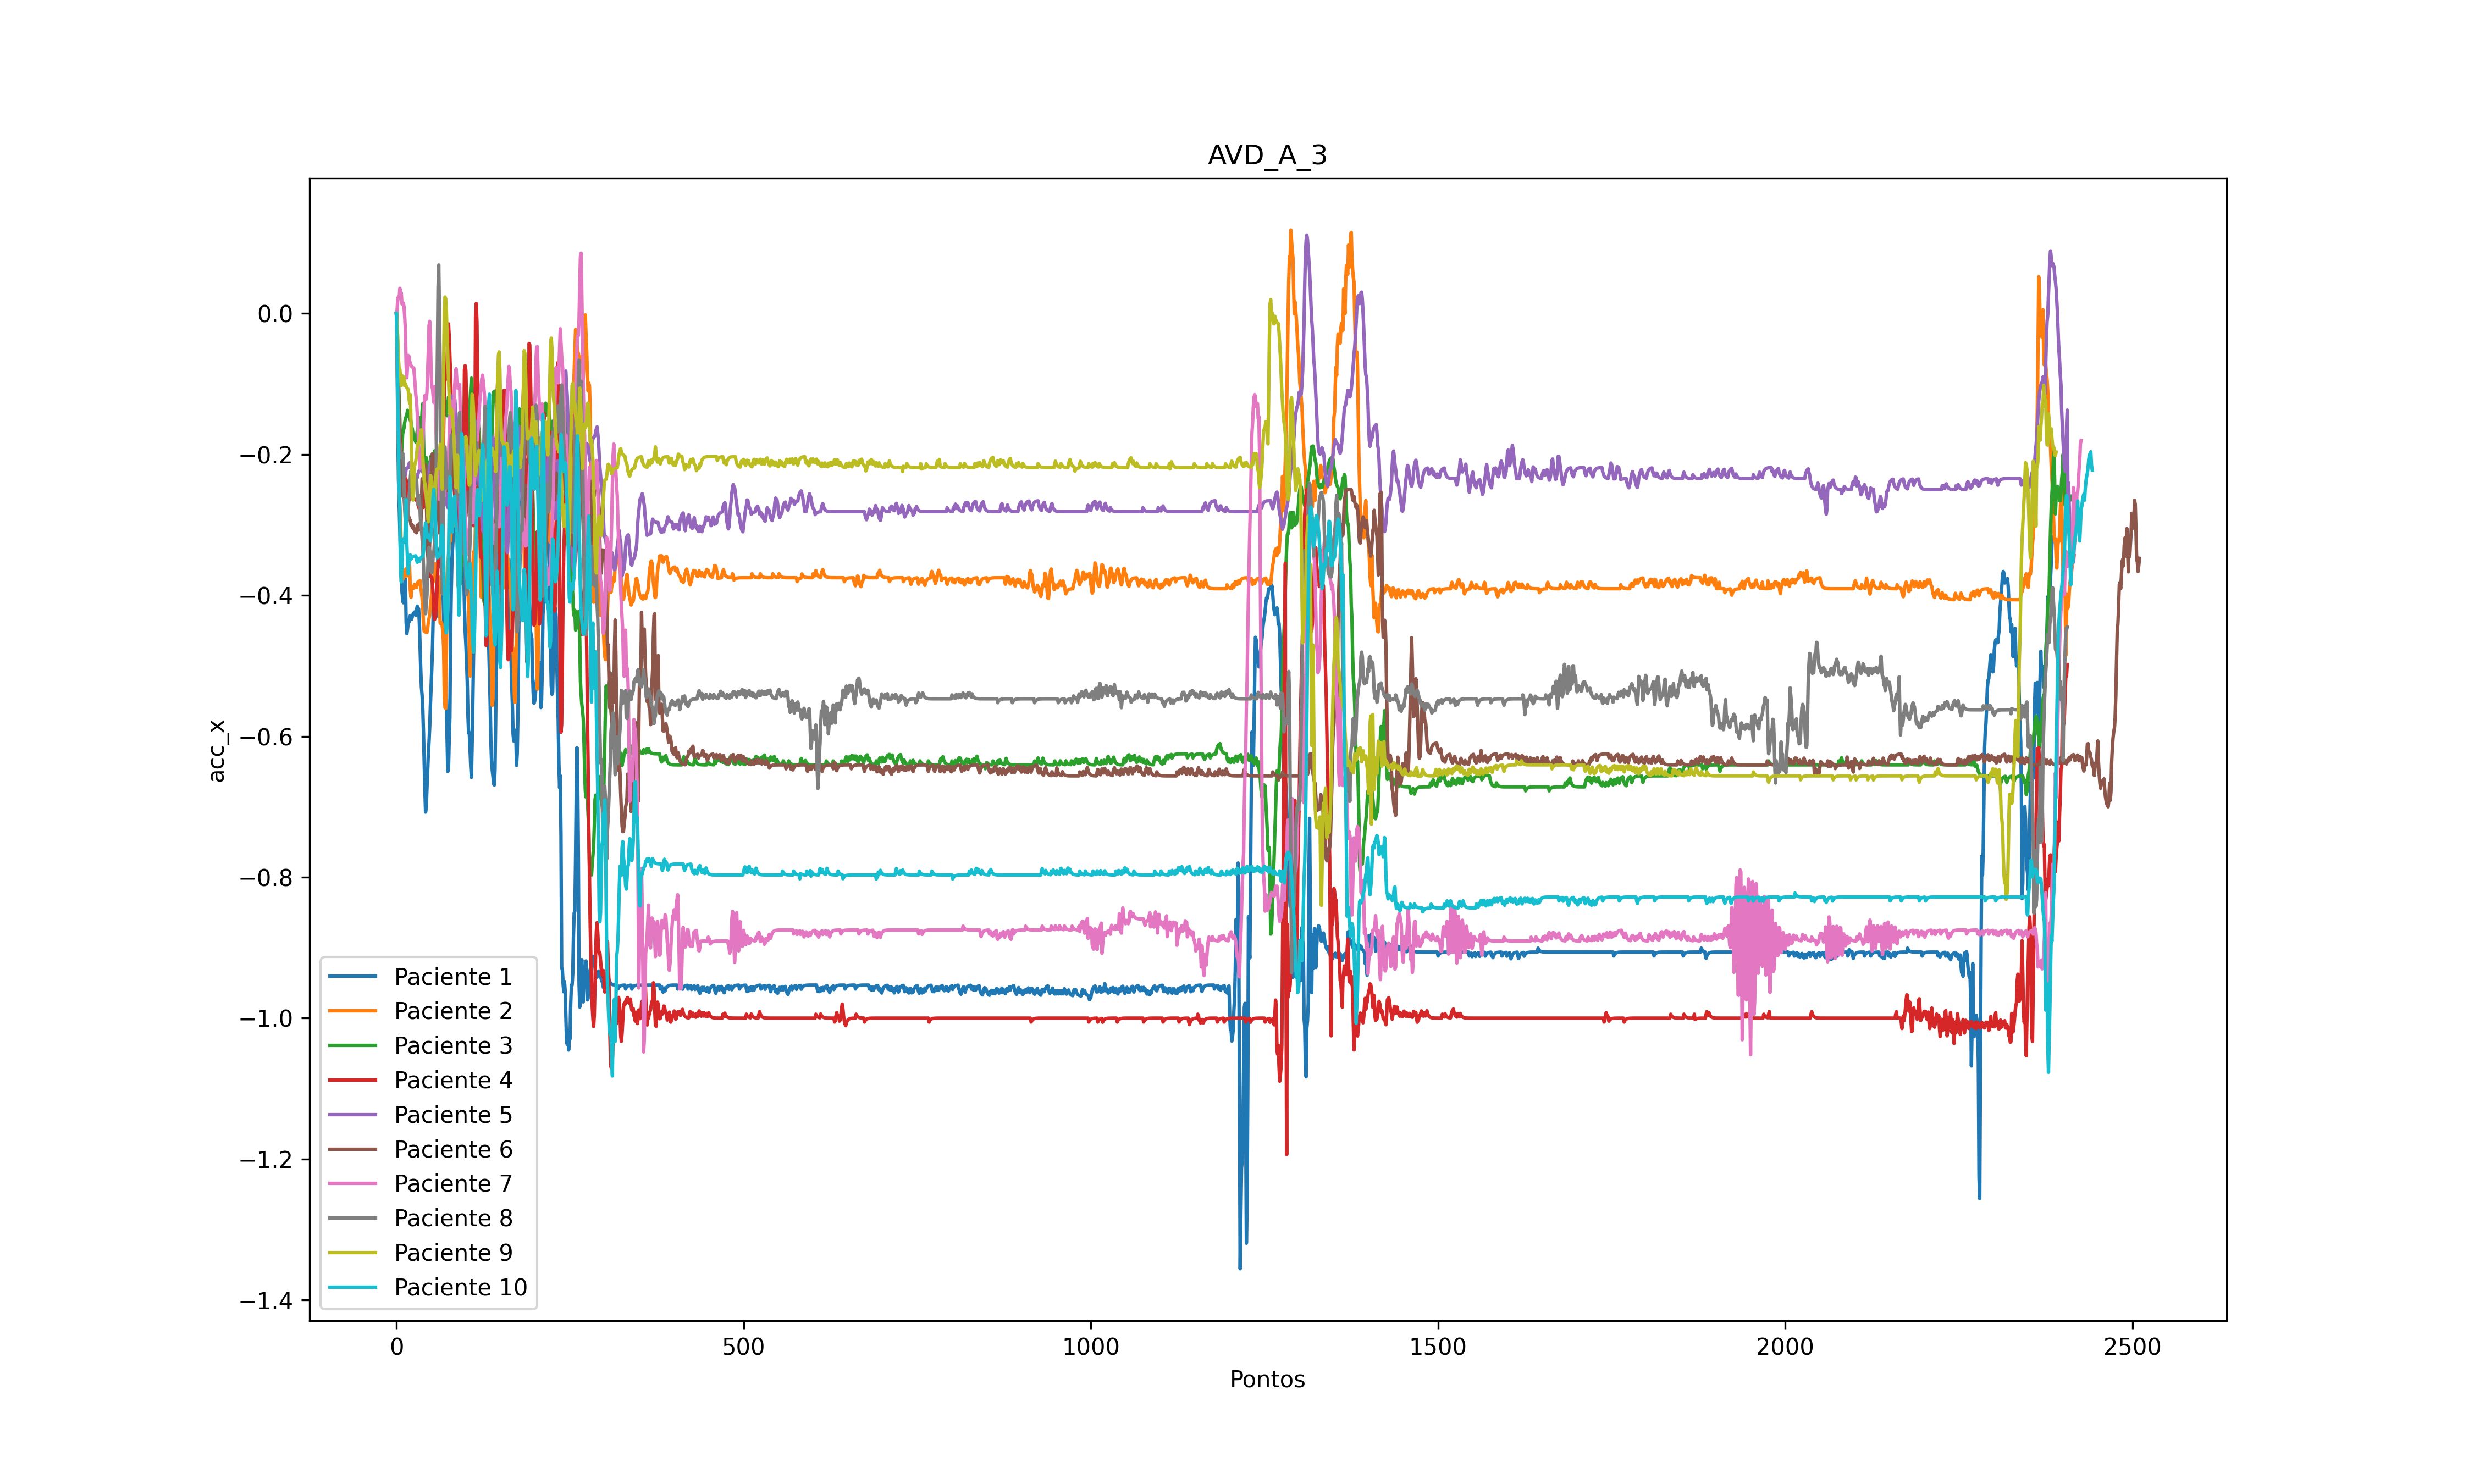 AVD_A_3
acc_x
0.0
−0.2
−0.4
−0.6
−0.8
−1.0
−1.2
−1.4
Paciente 1
Paciente 2
Paciente 3
Paciente 4
Paciente 5
Paciente 6
Paciente 7
Paciente 8
Paciente 9
Paciente 10
0 500 1000 1500 2000 2500
Pontos